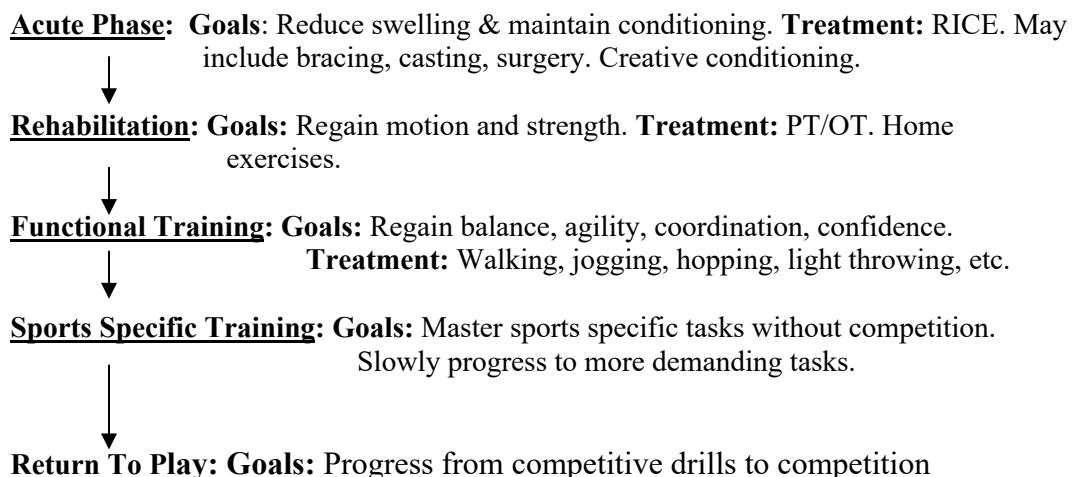 Acute Phase: Goals: Reduce swelling & maintain conditioning. Treatment: RICE. May
include bracing, casting, surgery. Creative conditioning.
Rehabilitation: Goals: Regain motion and strength. Treatment: PT/OT. Home
exercises.
Functional Training: Goals: Regain balance, agility, coordination, confidence.
Treatment: Walking, jogging, hopping, light throwing, etc.
Sports Specific Training: Goals: Master sports specific tasks without competition.
Slowly progress to more demanding tasks.
Return To Play: Goals: Progress from competitive drills to competition